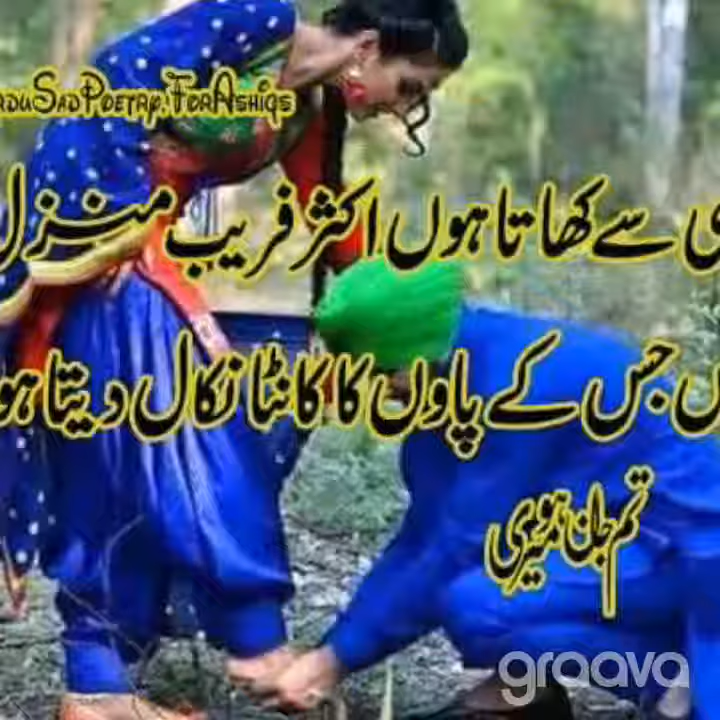 rduSadPoetry.ForAshiqs
سے کھاتا ہوں اکثر فریب منزل
جس کے پاوں کا کانٹا نکال دیتا
تم جان ہو میری
graava